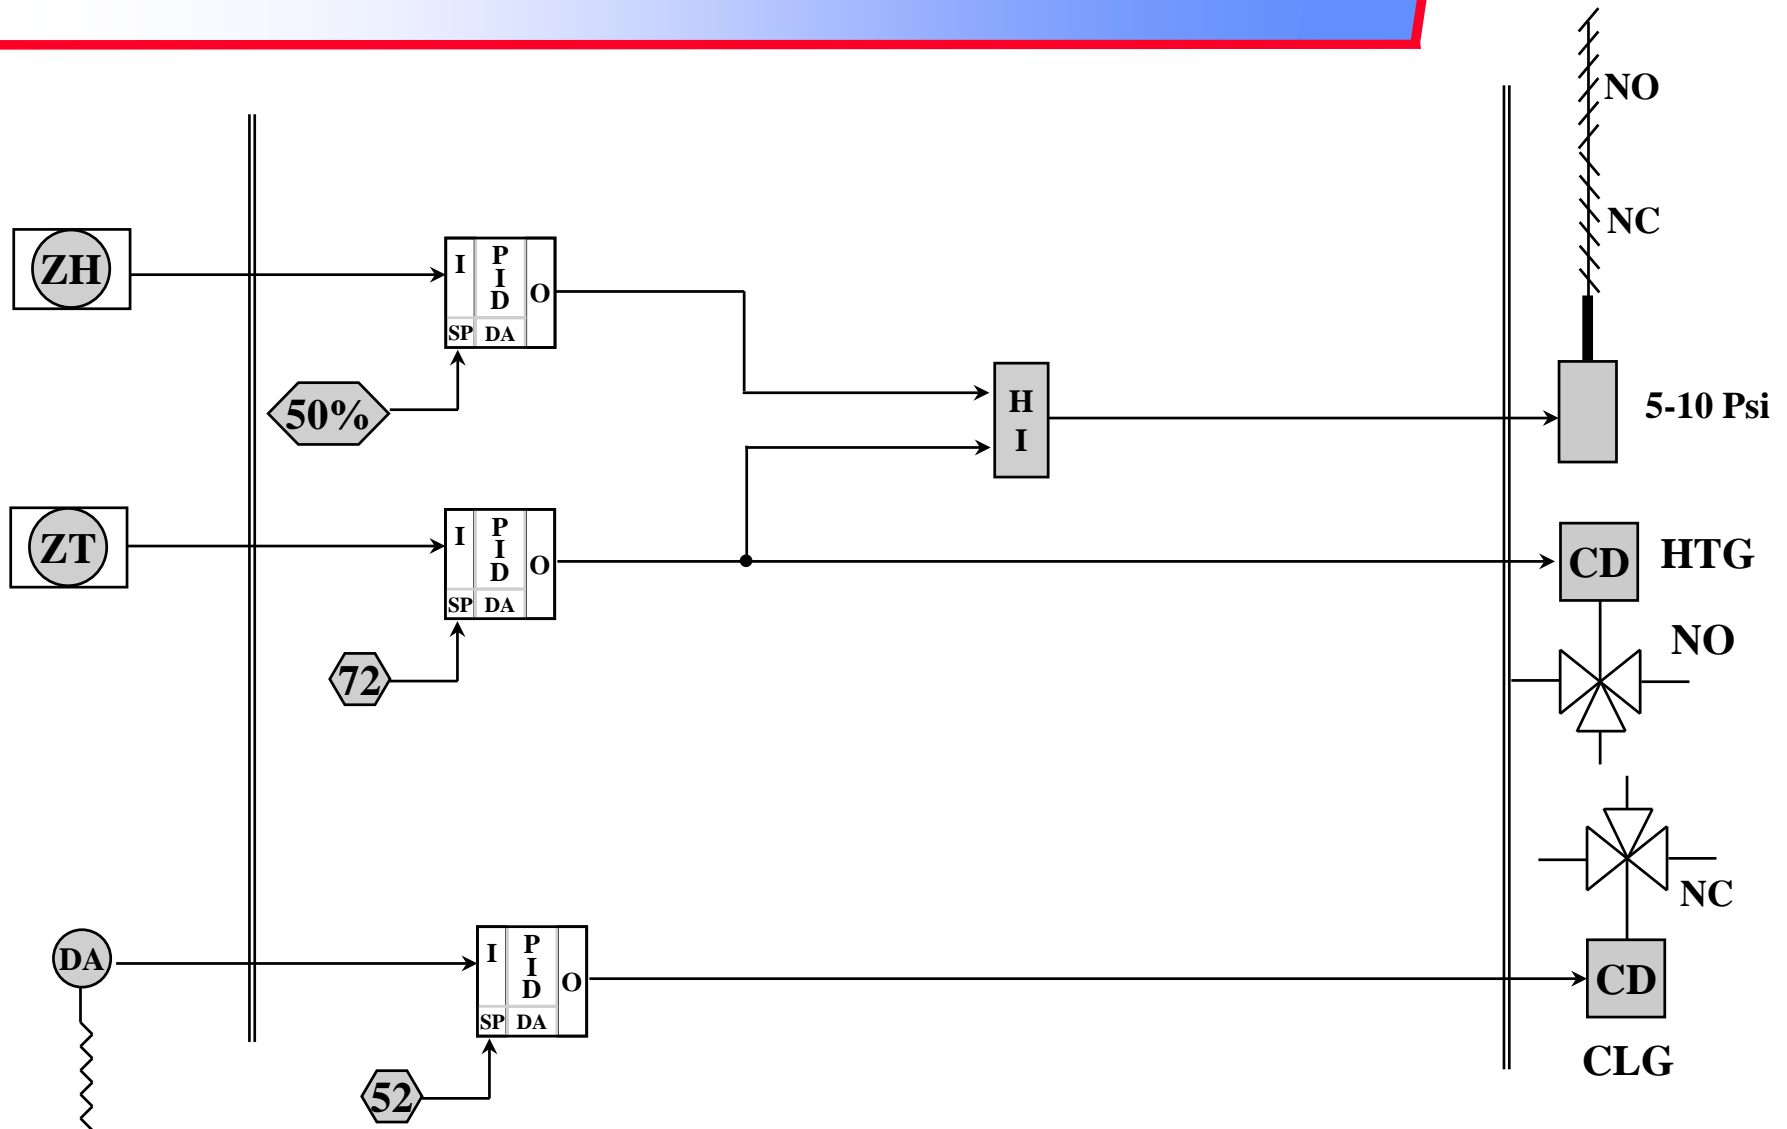 NO
NC
ZH
I
P
I
D
O
SP
DA
50%
H
I
5-10 Psi
ZT
I
P
I
D
O
SP
DA
72
CD
HTG
NO
NC
DA
I
P
I
D
O
SP
DA
52
CD
CLG